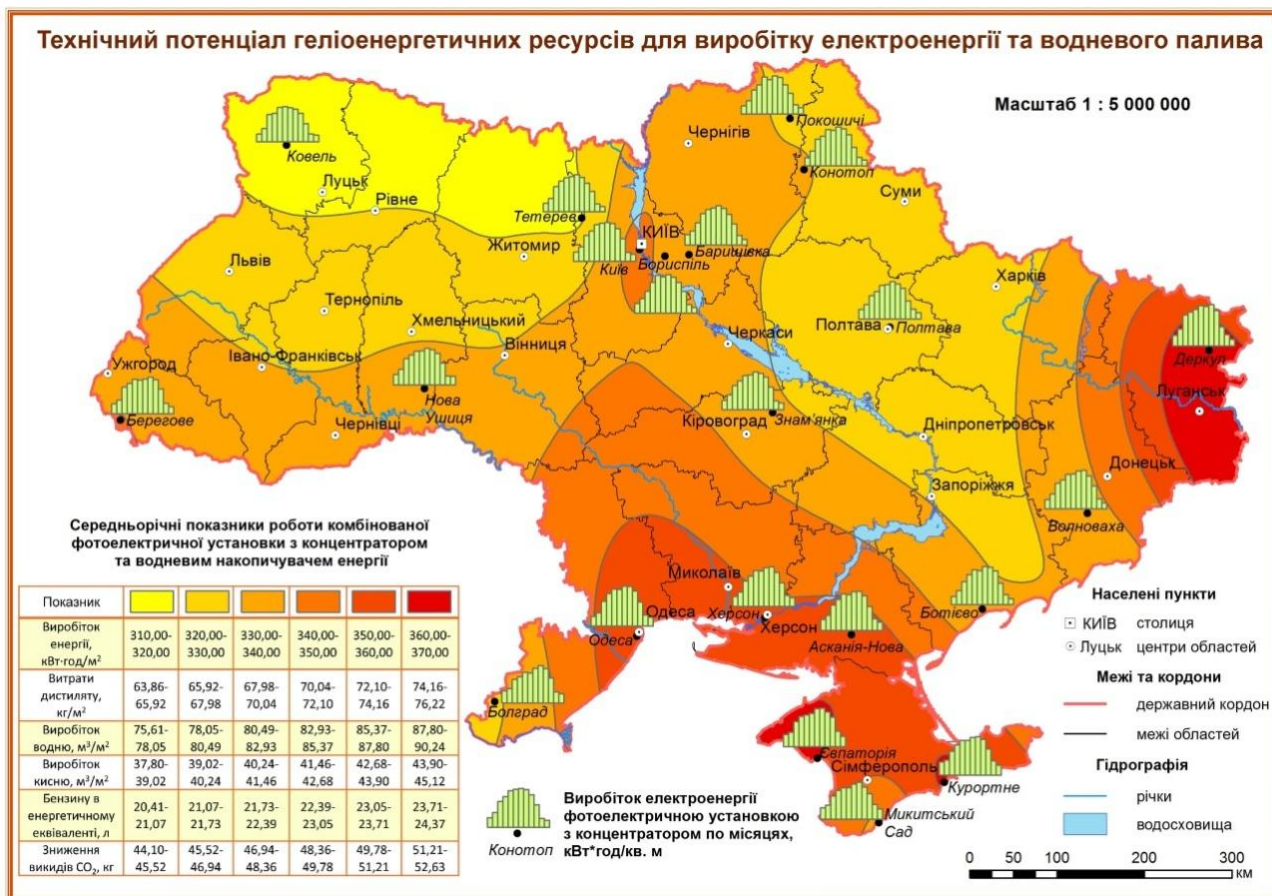 Технічний потенціал геліоенергетичних ресурсів для виробітку електроенергії та водневого палива
Масштаб 1 : 5 000 000
Покошичі
Чернігів
Ковель
Конотоп
Луцьк
Суми
Рівне
Тетерев
КИЇВ
Баришівка
Житомир
Київ
Бориспіль
Львів
Харків
Тернопіль
Хмельницький
Полтава
Полтава
Черкаси
Деркул
Вінниця
Івано-Франківськ
Ужгород
Луганськ
Нова
Ушиця
Берегове
Знам'янка
Кіровоград
Чернівці
Дніпропетровськ
Донецьк
Запоріжжя
Волноваха
Миколаїв
Херсон
Одеса
Одеса
Херсон
Ботієво
Асканія-Нова
Болград
Євпаторія
Сімферополь
Курортне
Микитський
Сад
Середньорічні показники роботи комбінованої
фотоелектричної установки з концентратором
та водневим накопичувачем енергії
Показник
Виробіток
енергії,
кВт·год/м²
310,00- 320,00- 330,00- 340,00- 350,00- 360,00-
320,00 330,00 340,00 350,00 360,00 370,00
Витрати
дистиляту,
кг/м²
63,86- 65,92- 67,98- 70,04- 72,10- 74,16-
65,92 67,98 70,04 72,10 74,16 76,22
Виробіток
водню, м³/м²
75,61- 78,05- 80,49- 82,93- 85,37- 87,80-
78,05 80,49 82,93 85,37 87,80 90,24
Виробіток
кисню, м³/м²
37,80- 39,02- 40,24- 41,46- 42,68- 43,90-
39,02 40,24 41,46 42,68 43,90 45,12
Бензину в
енергетичному
еквіваленті, л
20,41- 21,07- 21,73- 22,39- 23,05- 23,71-
21,07 21,73 22,39 23,05 23,71 24,37
Зниження
викидів CO₂, кг
44,10- 45,52- 46,94- 48,36- 49,78- 51,21-
45,52 46,94 48,36 49,78 51,21 52,63
Конотоп
Виробіток електроенергії
фотоелектричною установкою
з концентратором по місяцях,
кВт*год/кв. м
Населені пункти
КИЇВ столиця
Луцьк центри областей
Межі та кордони
державний кордон
межі областей
Гідрографія
річки
водосховища
0 50 100 200 300
км